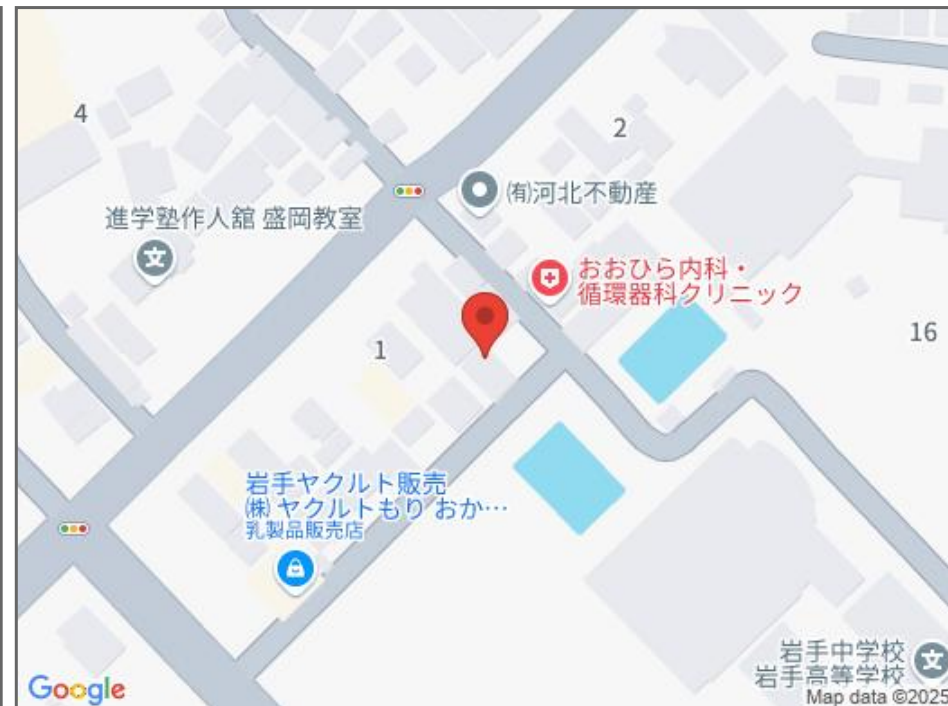 4
2
㈲河北不動産
進学塾作人舘 盛岡教室
おおひら内科・
循環器科クリニック
16
1
岩手ヤクルト販売
㈱ ヤクルトもり おか…
乳製品販売店
岩手中学校
岩手高等学校
Google
Map data ©2025